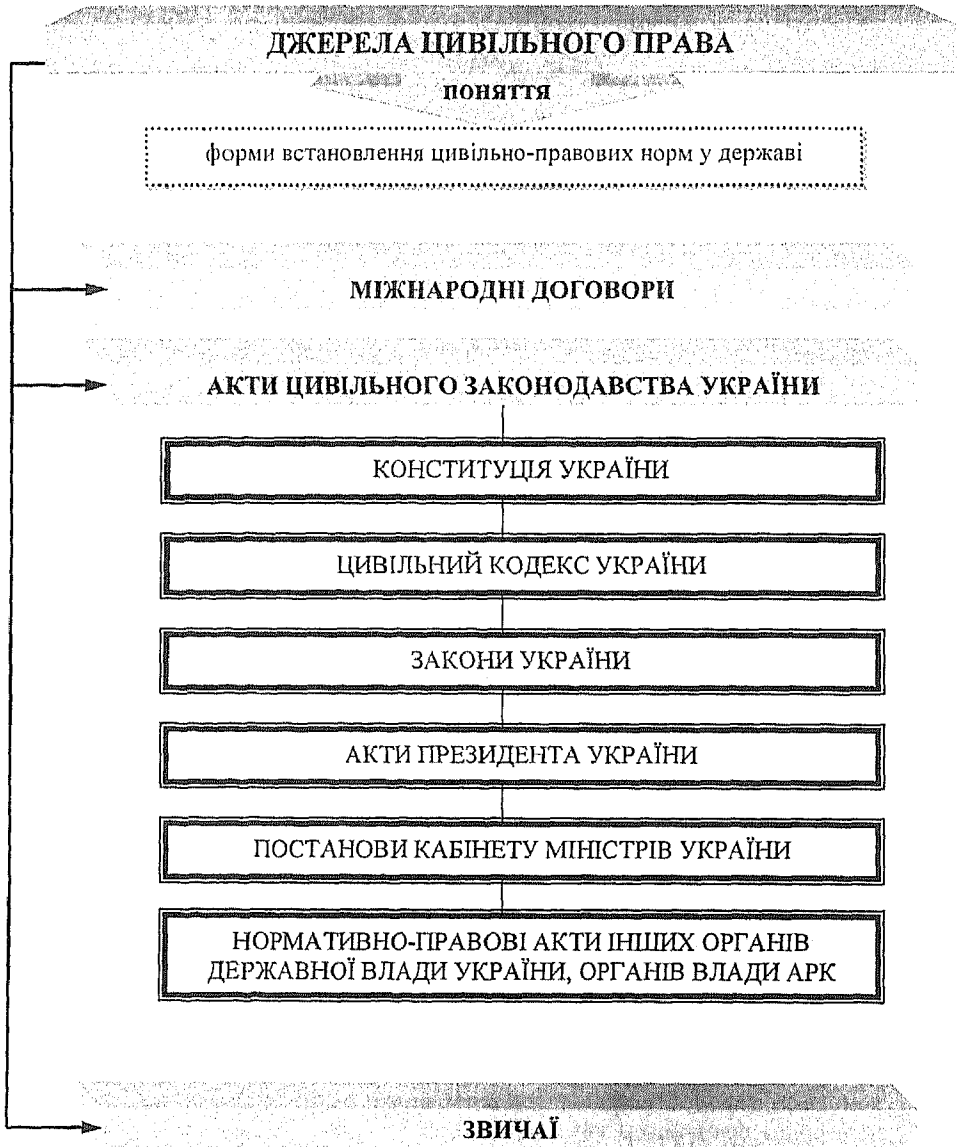 ДЖЕРЕЛА ЦИВІЛЬНОГО ПРАВА
поняття
форми встановлення цивільно-правових норм у державі
МІЖНАРОДНІ ДОГОВОРИ
АКТИ ЦИВІЛЬНОГО ЗАКОНОДАВСТВА УКРАЇНИ
КОНСТИТУЦІЯ УКРАЇНИ
ЦИВІЛЬНИЙ КОДЕКС УКРАЇНИ
ЗАКОНИ УКРАЇНИ
АКТИ ПРЕЗИДЕНТА УКРАЇНИ
ПОСТАНОВИ КАБІНЕТУ МІНІСТРІВ УКРАЇНИ
НОРМАТИВНО-ПРАВОВІ АКТИ ІНШИХ ОРГАНІВ
ДЕРЖАВНОЇ ВЛАДИ УКРАЇНИ, ОРГАНІВ ВЛАДИ АРК
ЗВИЧАЇ